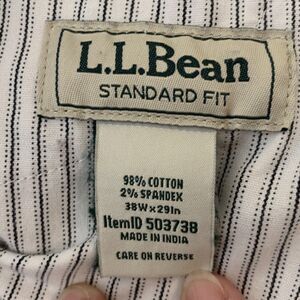 L.L.Bean
STANDARD FIT
98% COTTON
2% SPANDEX
38W x 29In
ItemID 503738
MADE IN INDIA
CARE ON REVERSE